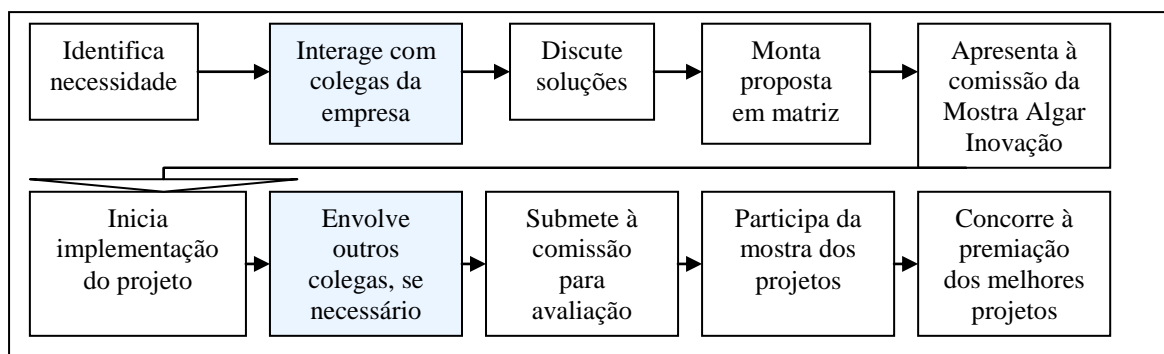 Identifica
necessidade
Interage com
colegas da
empresa
Discute
soluções
Monta
proposta
em matriz
Apresenta à
comissão da
Mostra Algar
Inovação
Inicia
implementação
do projeto
Envolve
outros
colegas, se
necessário
Submete à
comissão
para
avaliação
Participa da
mostra dos
projetos
Concorre à
premiação
dos melhores
projetos